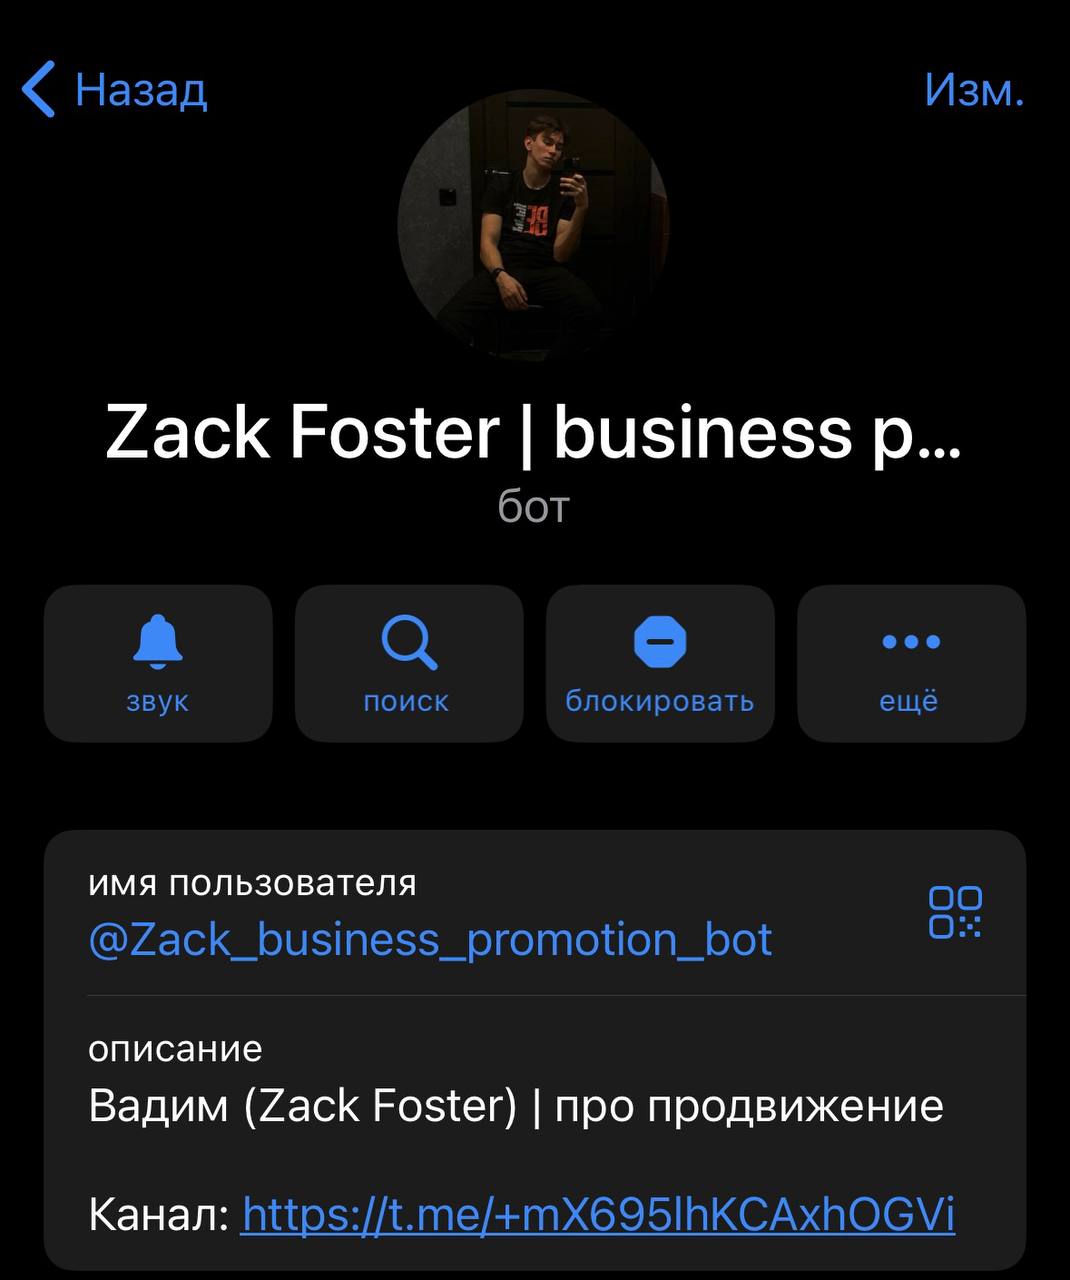 Назад
Изм.
Zack Foster | business p...
бот
звук
поиск
блокировать
ещё
имя пользователя
@Zack_business_promotion_bot
описание
Вадим (Zack Foster) | про продвижение
Канал: https://t.me/+mX695lhKCAxhOGVi